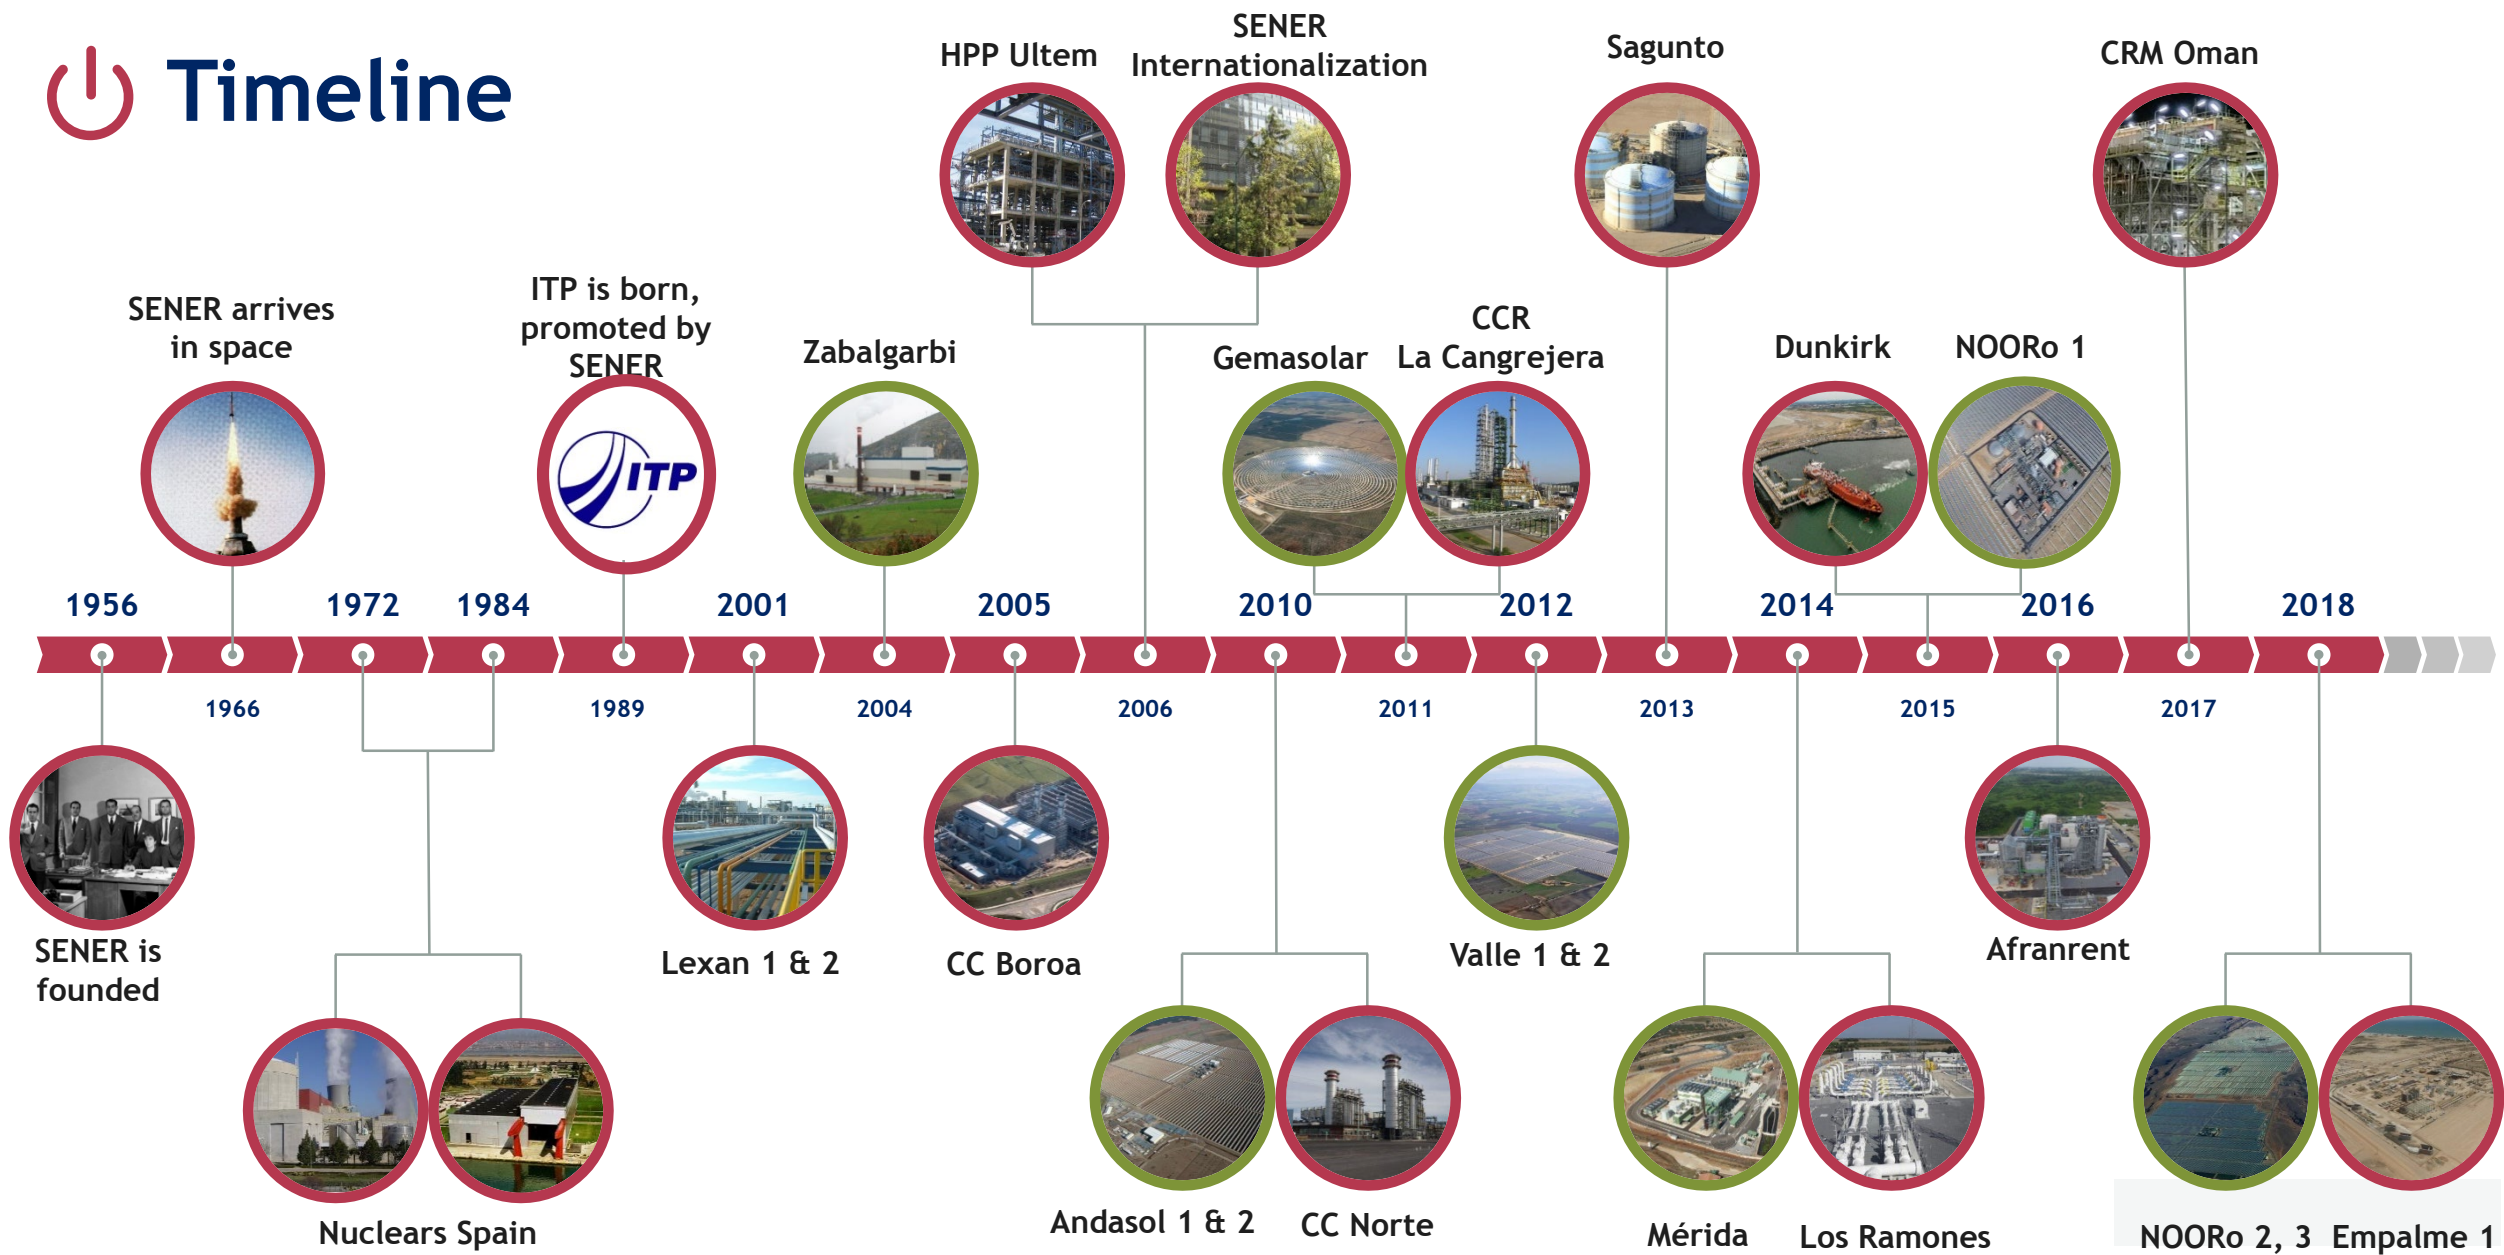 Timeline
HPP Ultem
SENER
Internationalization
Sagunto
CRM Oman
SENER arrives
in space
ITP is born,
promoted by
SENER
ITP
Zabalgarbi
Gemasolar
CCR
La Cangrejera
Dunkirk
NOORo 1
1956
1972
1984
2001
2005
2010
2012
2014
2016
2018
1966
1989
2004
2006
2011
2013
2015
2017
SENER is
founded
Lexan 1 & 2
CC Boroa
Valle 1 & 2
Afranrent
Nuclears Spain
Andasol 1 & 2
CC Norte
Mérida
Los Ramones
NOORo 2, 3
Empalme 1